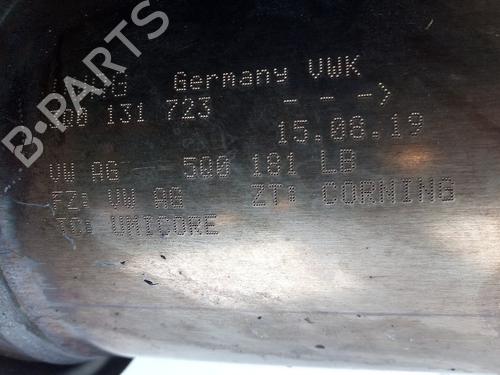 Germany VWK
131 723 - - ->
15.08.19
VW AG - 500 181 LB
FZ: VW AG ZT: CORNING
TC: UMICORE
B-PARTS